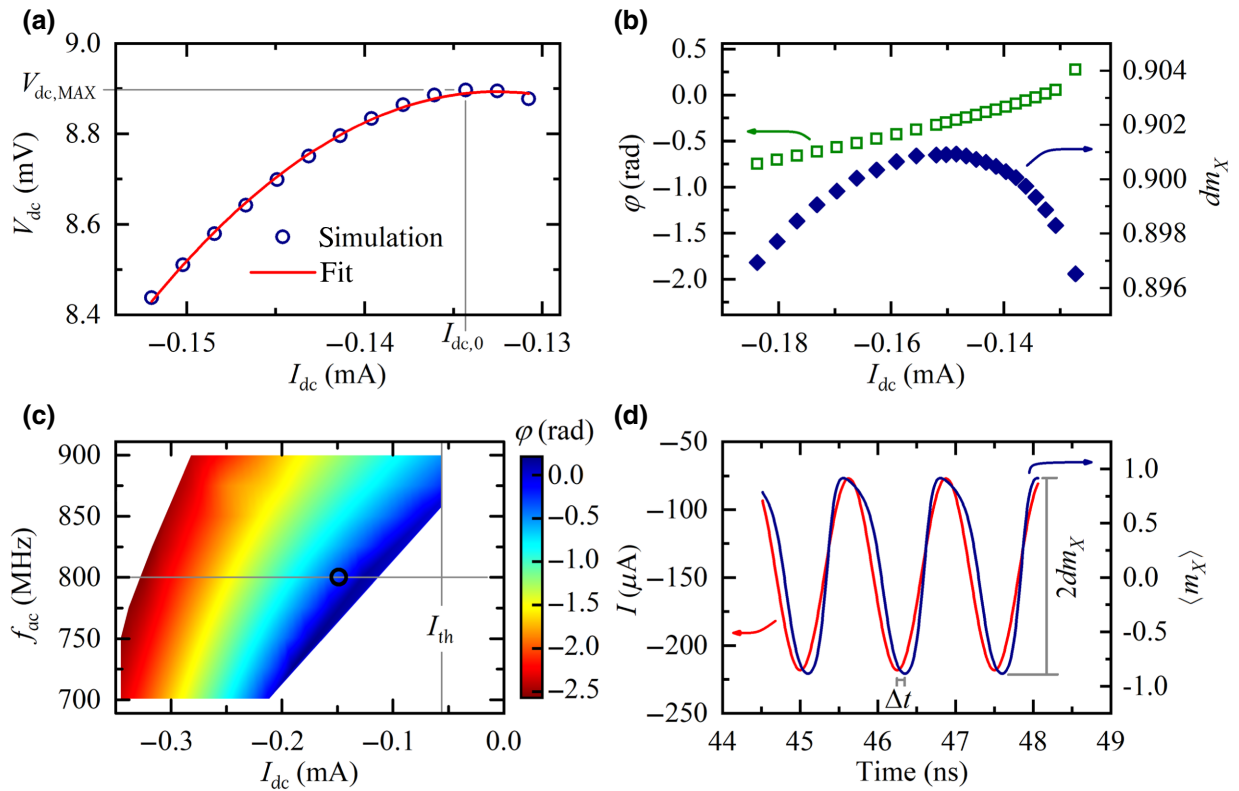 (a)
9.0
8.8
8.6
8.4
V_dc,MAX
V_dc (mV)
Simulation
Fit
I_dc,0
−0.15
−0.14
−0.13
I_dc (mA)
(b)
0.5
0.0
−0.5
−1.0
−1.5
−2.0
φ (rad)
0.904
0.902
0.900
0.898
0.896
dm_X
−0.18
−0.16
−0.14
I_dc (mA)
(c)
900
850
800
750
700
f_ac (MHz)
I_th
φ (rad)
0.0
−0.5
−1.0
−1.5
−2.0
−2.5
−0.3
−0.2
−0.1
0.0
I_dc (mA)
(d)
−50
−100
−150
−200
−250
I (μA)
Δt
2dm_X
1.0
0.5
0.0
−0.5
−1.0
⟨m_X⟩
44
45
46
47
48
49
Time (ns)